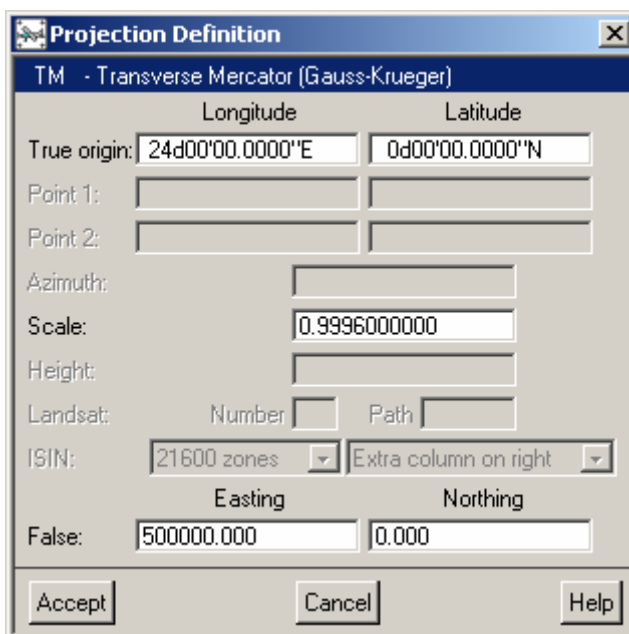 Projection Definition
TM - Transverse Mercator (Gauss-Krueger)
Longitude Latitude
True origin: 24d00'00.0000"E 0d00'00.0000"N
Point 1:
Point 2:
Azimuth:
Scale: 0.9996000000
Height:
Landsat: Number Path
ISIN: 21600 zones Extra column on right
Easting Northing
False: 500000.000 0.000
Accept Cancel Help